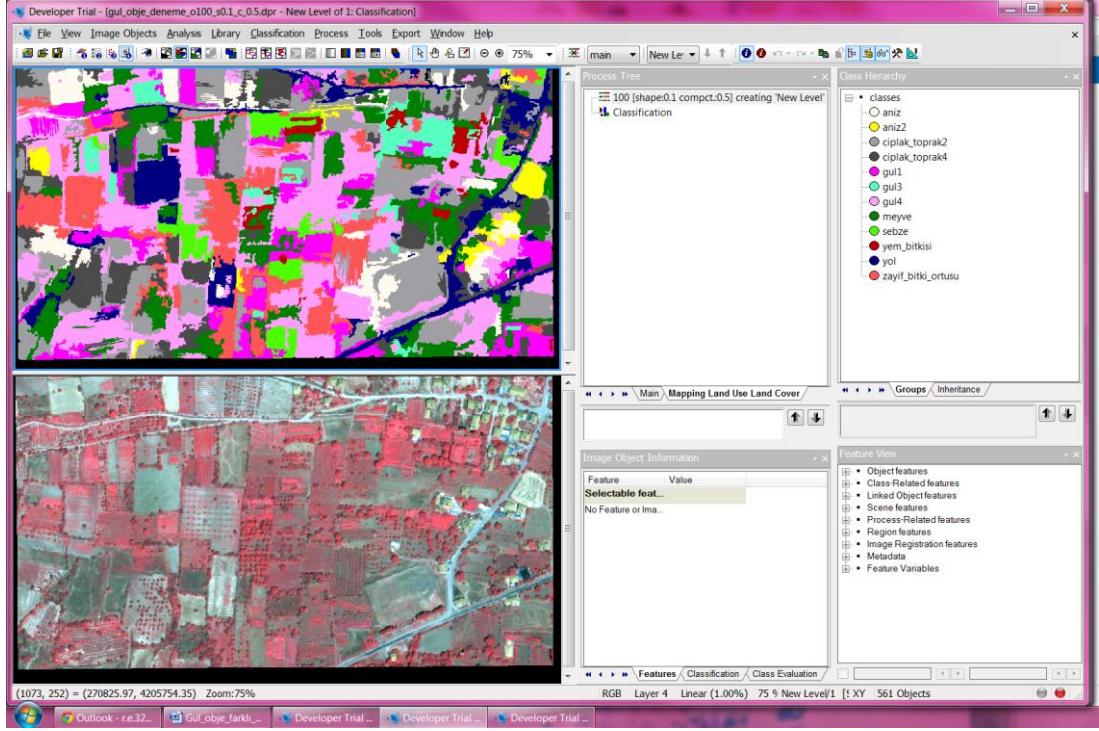 Developer Trial - [gul_obje_deneme_o100_s0.1_c_0.5.dpr - New Level of 1: Classification]
File View Image Objects Analysis Library Classification Process Tools Export Window Help
75% main New Le
Process Tree
100 [shape:0.1 compct.:0.5] creating 'New Level'
Classification
Main Mapping Land Use Land Cover
Class Hierarchy
classes
aniz
aniz2
ciplak_toprak2
ciplak_toprak4
gul1
gul3
gul4
meyve
sebze
yem_bitkisi
yol
zayif_bitki_ortusu
Groups Inheritance
Image Object Information
Feature Value
Selectable feat...
No Feature or Ima...
Features Classification Class Evaluation
Feature View
Object features
Class-Related features
Linked Object features
Scene features
Process-Related features
Region features
Image Registration features
Metadata
Feature Variables
(1073, 252) = (270825.97, 4205754.35) Zoom:75%
RGB Layer 4 Linear (1.00%) 75 % New Level/1 XY 561 Objects
Outlook - r.e.32... Gul_obje_farklı_... Developer Trial ... Developer Trial ... Developer Trial ...